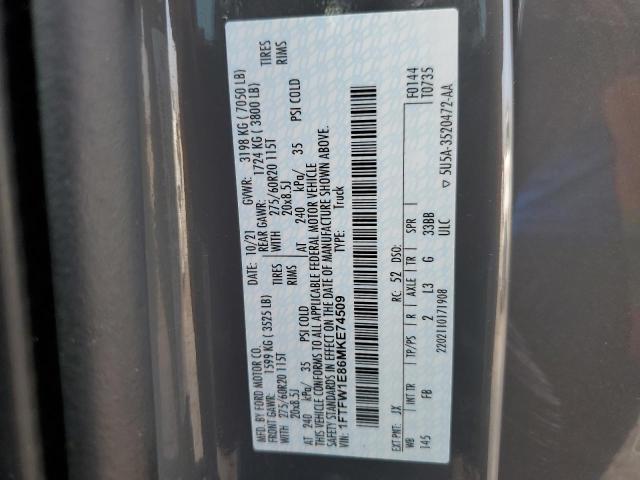 MFD. BY FORD MOTOR CO.
DATE: 10/21 GVWR: 3198 KG ( 7050 LB)
FRONT GAWR: 1599 KG ( 3525 LB) REAR GAWR: 1724 KG ( 3800 LB)
WITH 275/60R20 115T TIRES WITH 275/60R20 115T TIRES
20x8.5J RIMS 20x8.5J RIMS
AT 240 kPa/ 35 PSI COLD AT 240 kPa/ 35 PSI COLD
THIS VEHICLE CONFORMS TO ALL APPLICABLE FEDERAL MOTOR VEHICLE
SAFETY STANDARDS IN EFFECT ON THE DATE OF MANUFACTURE SHOWN ABOVE.
VIN: 1FTFW1E86MKE74509 TYPE: Truck
F0144
T0735
EXT.PNT: JX RC: 52 DSO:
WB INT TR TP/PS R AXLE TR SPR
145 FB 2 L3 G 33BB
ULC
2202110171908
5U5A-3520472-AA